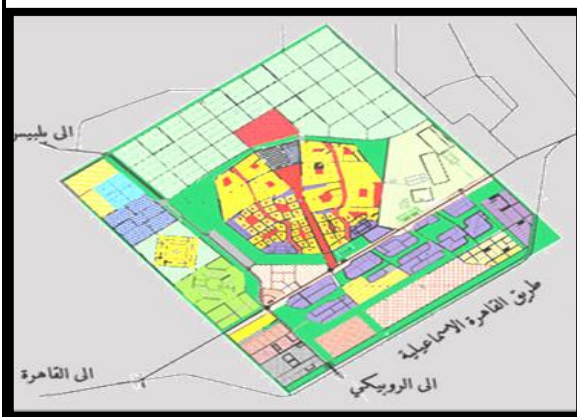 الى بلبيس
طريق القاهرة الاسماعيلية
الى القاهرة
الى الروبيكي